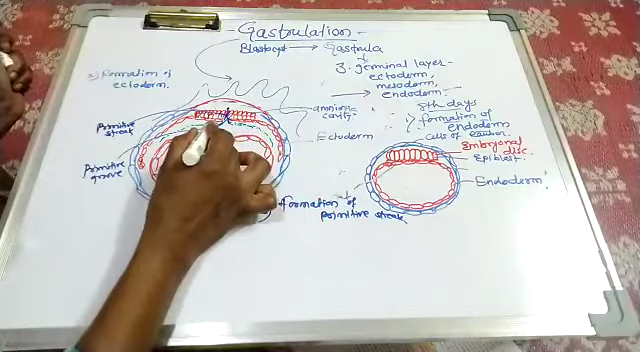 Gastrulation
Blastocyst → Gastrula
3-germinal layer-
ectoderm,
mesoderm,
→ endoderm.
formation of
ectoderm.
8th days
formation of
endoderm
cells of
amnionic
cavity.
Primitive
streak
Ectoderm
Embryonal
disc.
Epiblast
Primitive
groove
Endoderm
formation of
primitive streak